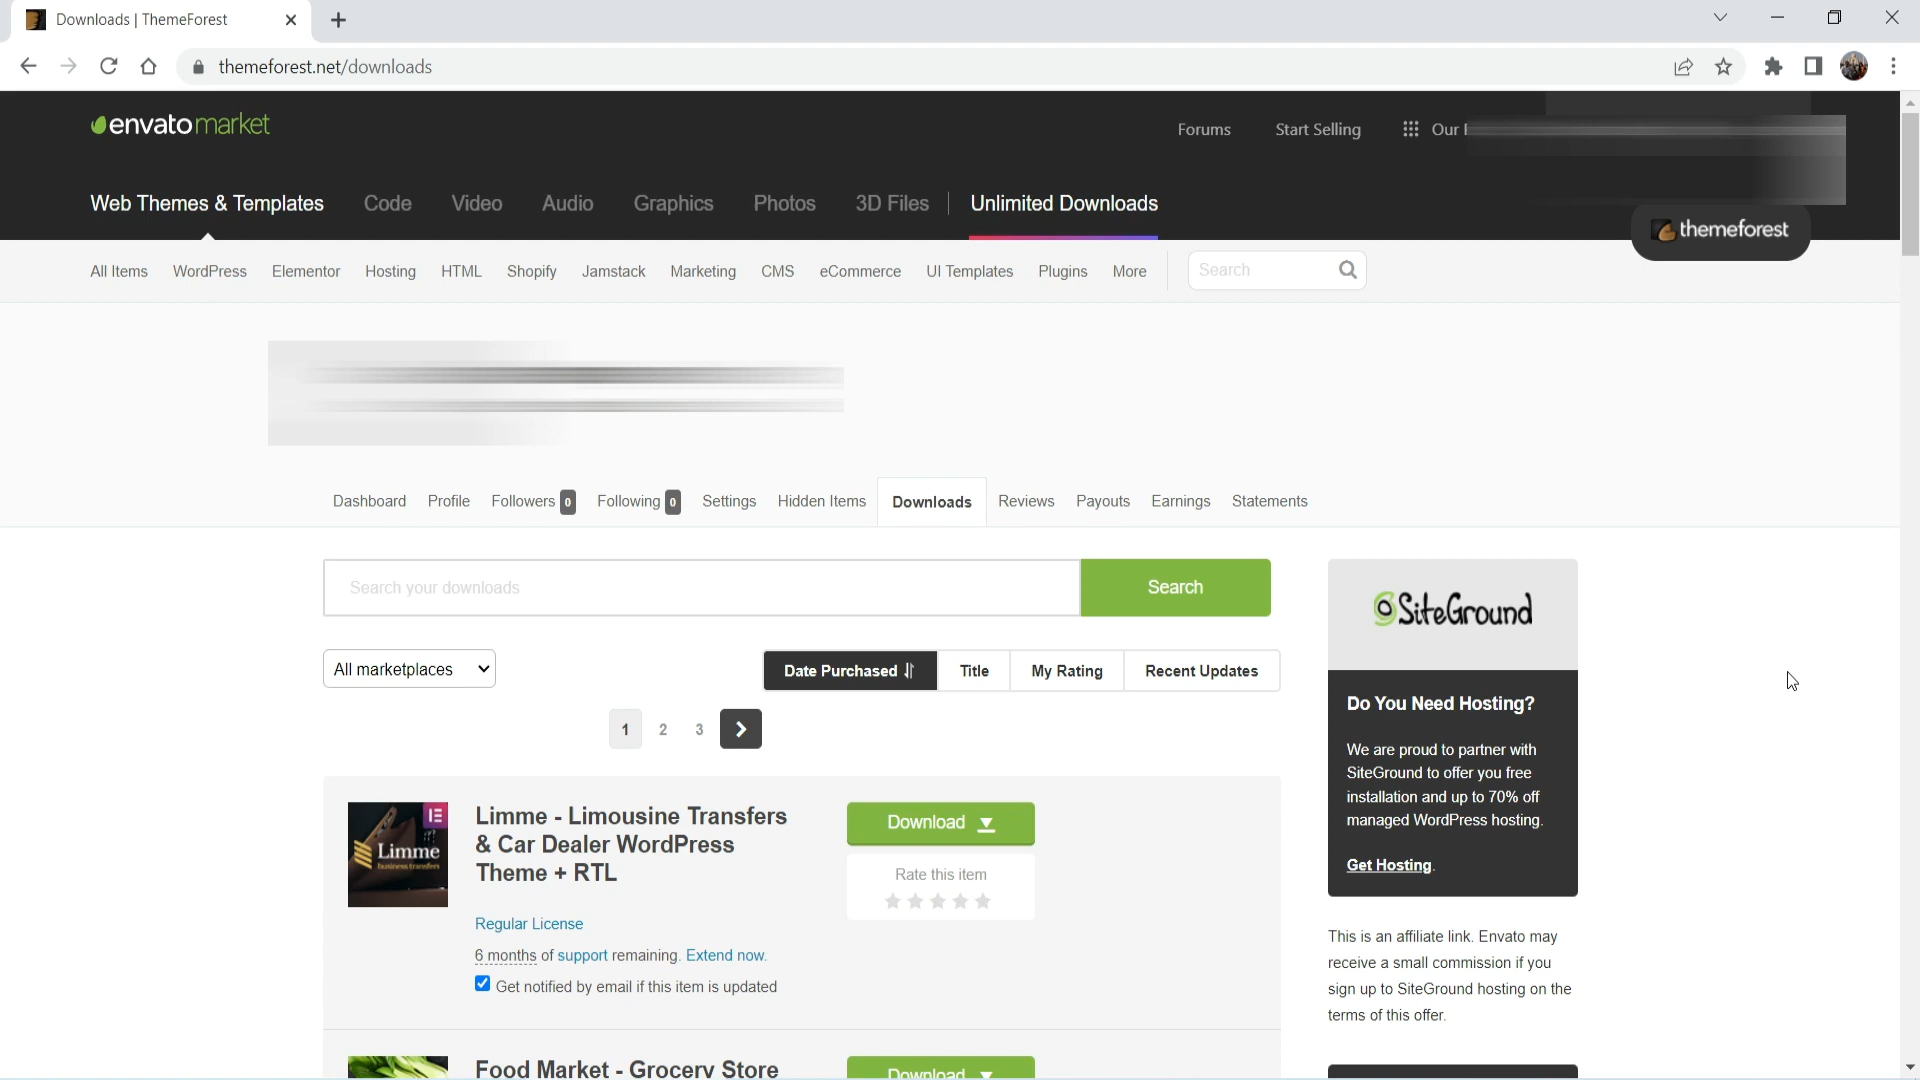 Downloads | ThemeForest
themeforest.net/downloads
envato market
Forums Start Selling Our
Web Themes & Templates Code Video Audio Graphics Photos 3D Files Unlimited Downloads
themeforest
All Items WordPress Elementor Hosting HTML Shopify Jamstack Marketing CMS eCommerce UI Templates Plugins More Search
Dashboard Profile Followers 0 Following 0 Settings Hidden Items Downloads Reviews Payouts Earnings Statements
Search your downloads Search
All marketplaces Date Purchased Title My Rating Recent Updates
1 2 3
Limme
business transfers
Limme - Limousine Transfers
& Car Dealer WordPress
Theme + RTL
Regular License
6 months of support remaining. Extend now.
Get notified by email if this item is updated
Download
Rate this item
Food Market - Grocery Store
Download
SiteGround
Do You Need Hosting?
We are proud to partner with
SiteGround to offer you free
installation and up to 70% off
managed WordPress hosting.
Get Hosting.
This is an affiliate link. Envato may
receive a small commission if you
sign up to SiteGround hosting on the
terms of this offer.